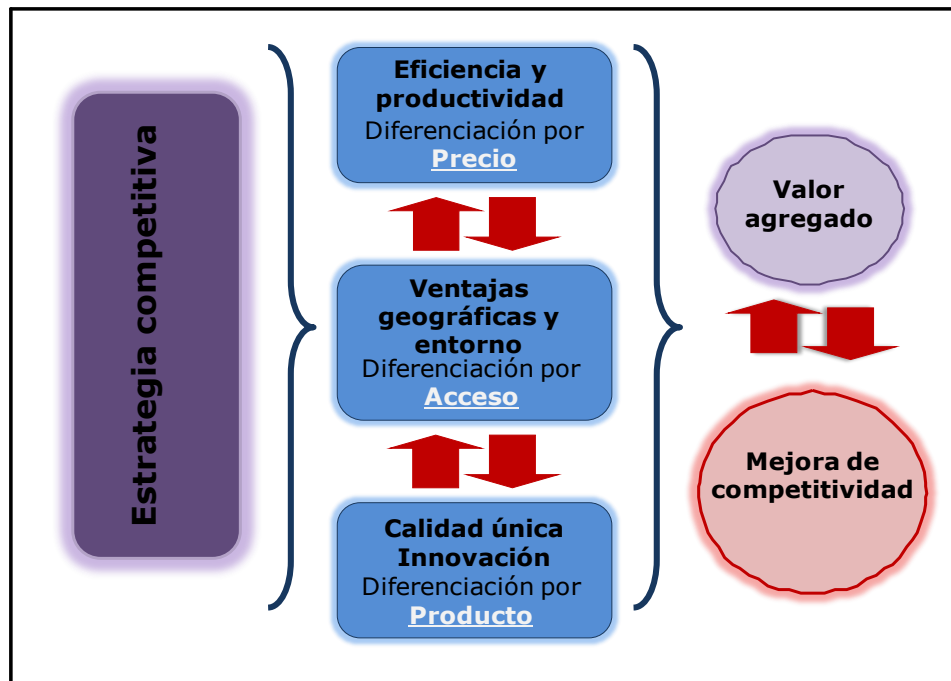 Estrategia competitiva
Eficiencia y
productividad
Diferenciación por
Precio
Ventajas
geográficas y
entorno
Diferenciación por
Acceso
Calidad única
Innovación
Diferenciación por
Producto
Valor
agregado
Mejora de
competitividad